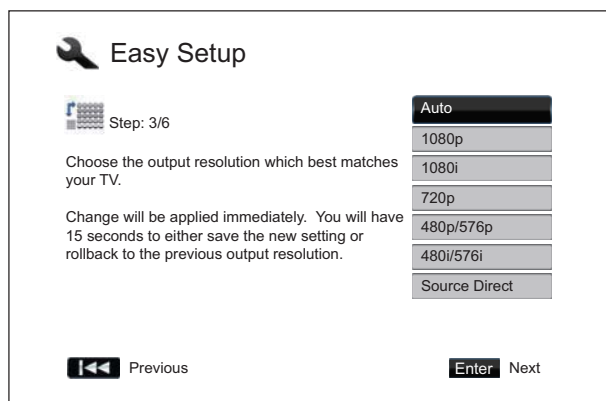 Easy Setup
Step: 3/6
Choose the output resolution which best matches
your TV.
Change will be applied immediately.  You will have
15 seconds to either save the new setting or
rollback to the previous output resolution.
Auto
1080p
1080i
720p
480p/576p
480i/576i
Source Direct
Previous
Enter Next